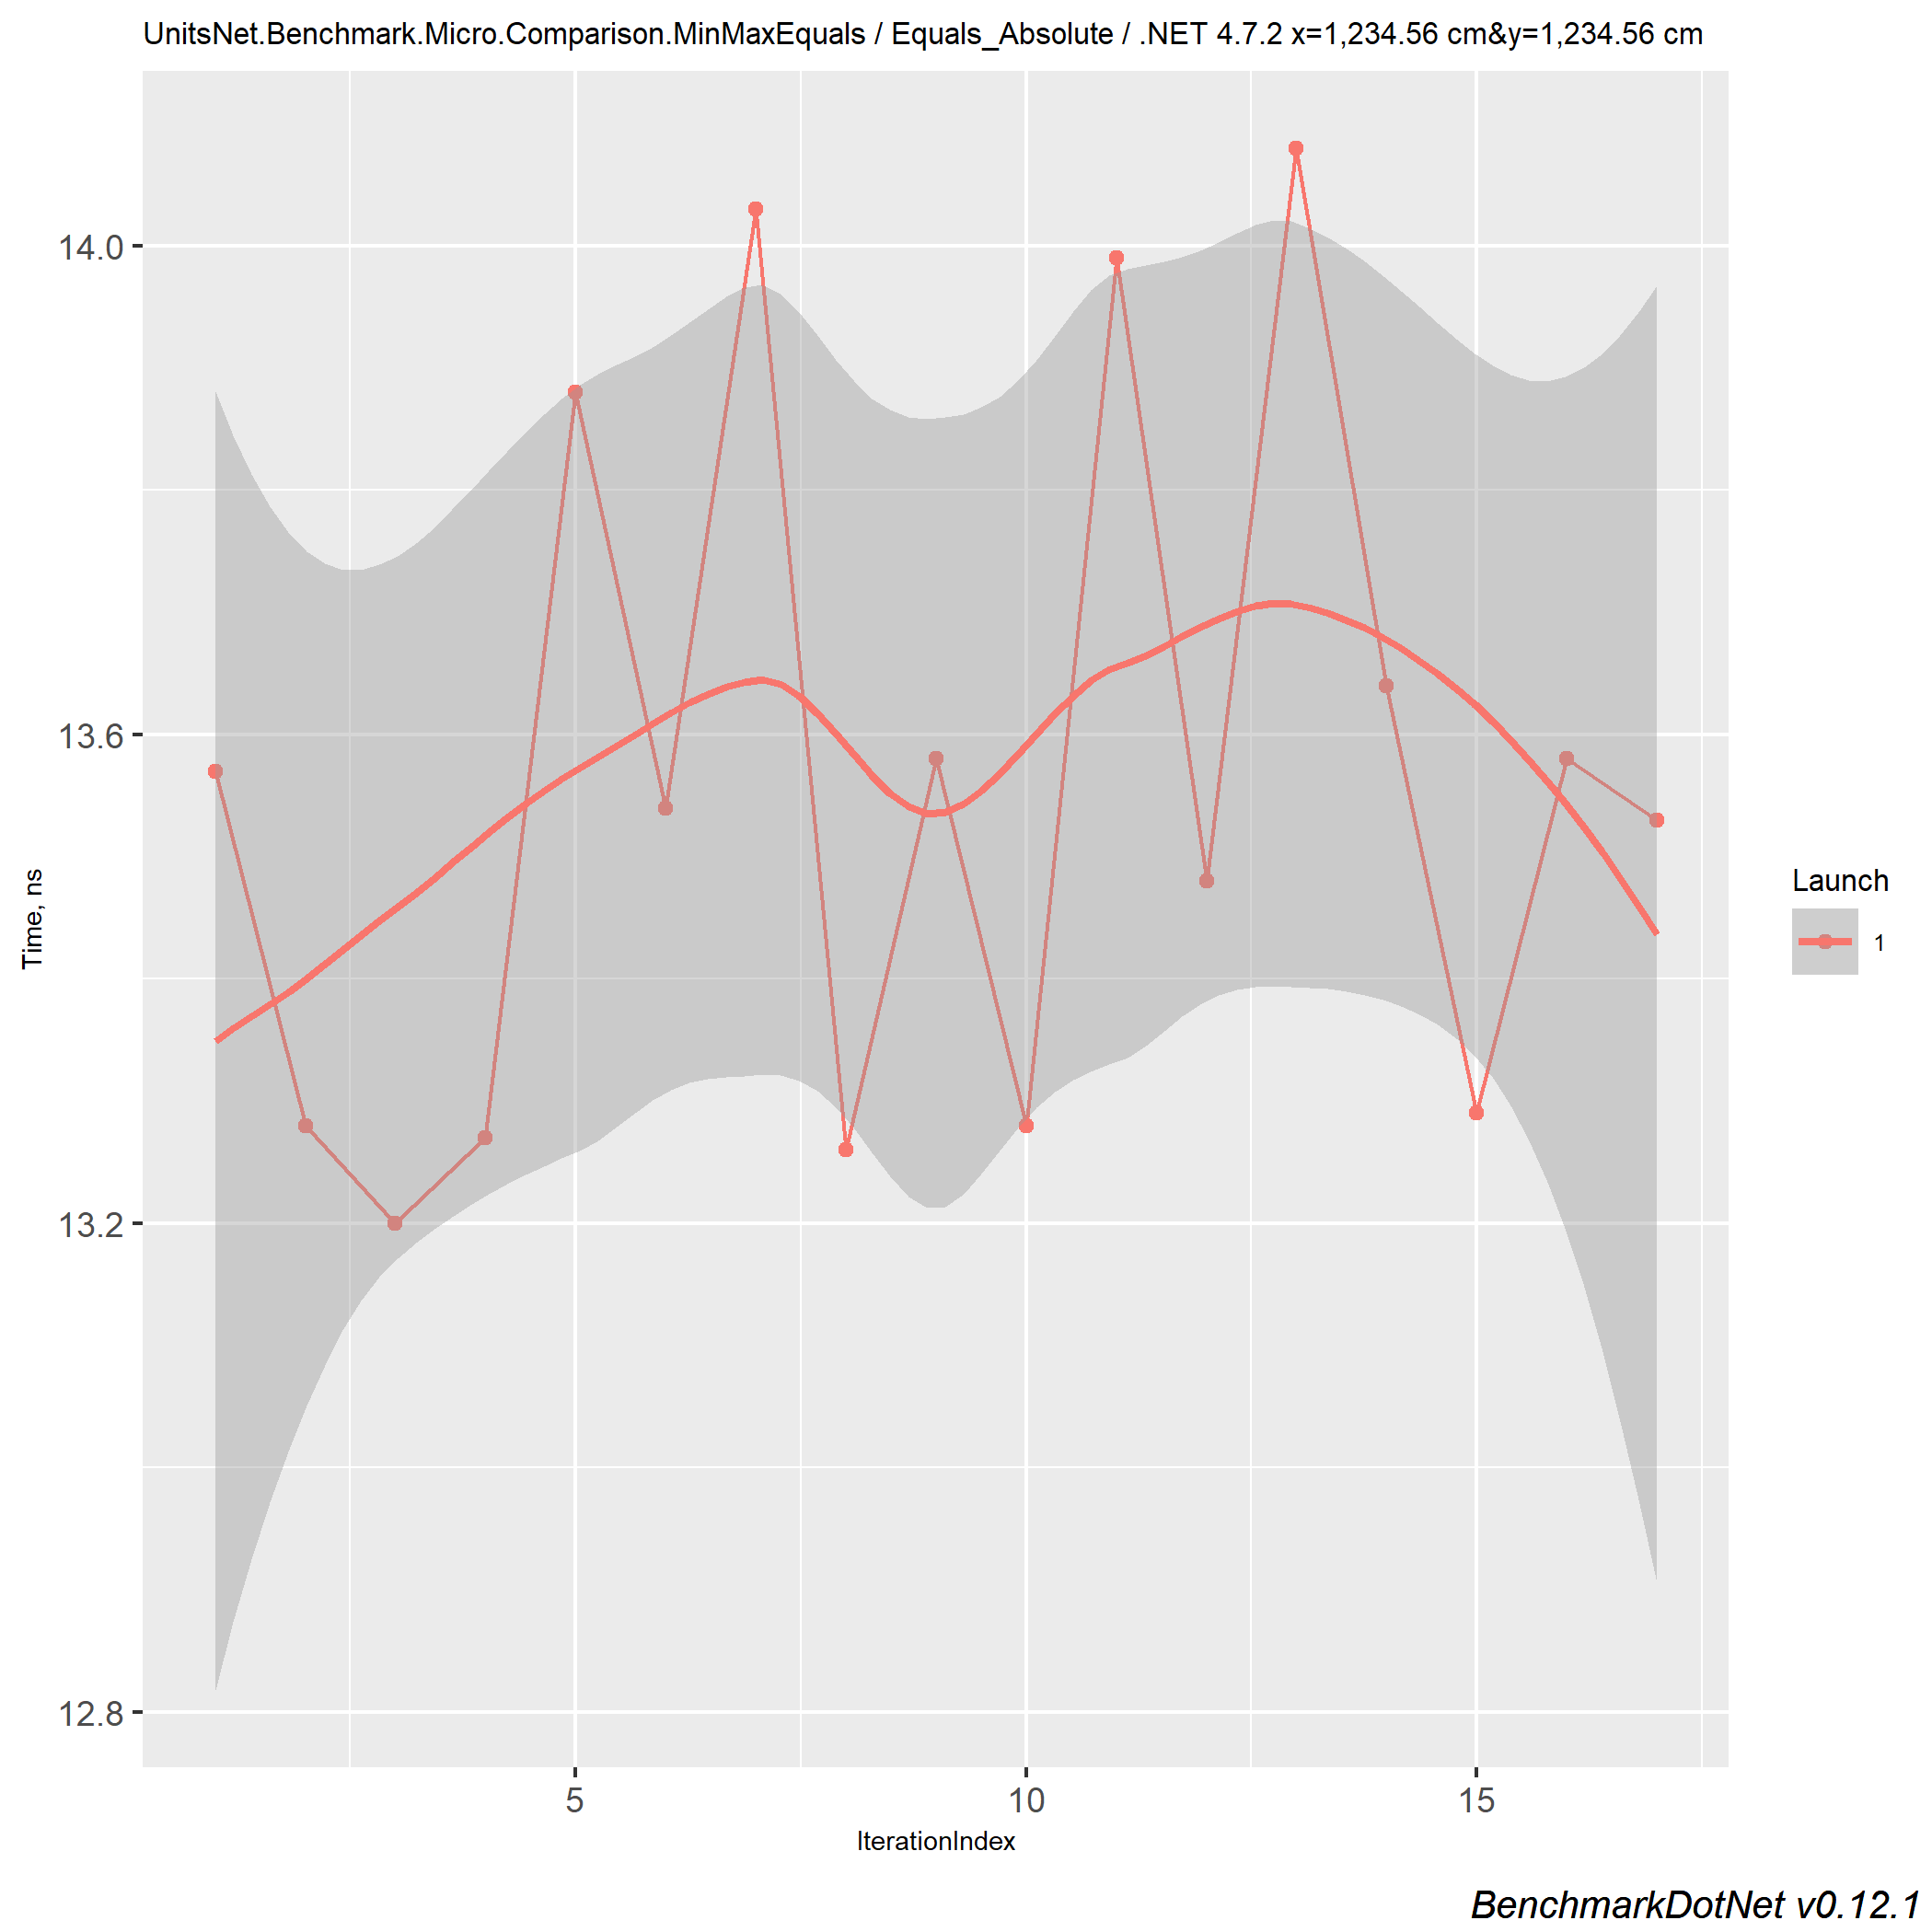 UnitsNet.Benchmark.Micro.Comparison.MinMaxEquals / Equals_Absolute / .NET 4.7.2 x=1,234.56 cm&y=1,234.56 cm
14.0
13.6
13.2
12.8
Time, ns
5 10 15
IterationIndex
Launch
1
BenchmarkDotNet v0.12.1